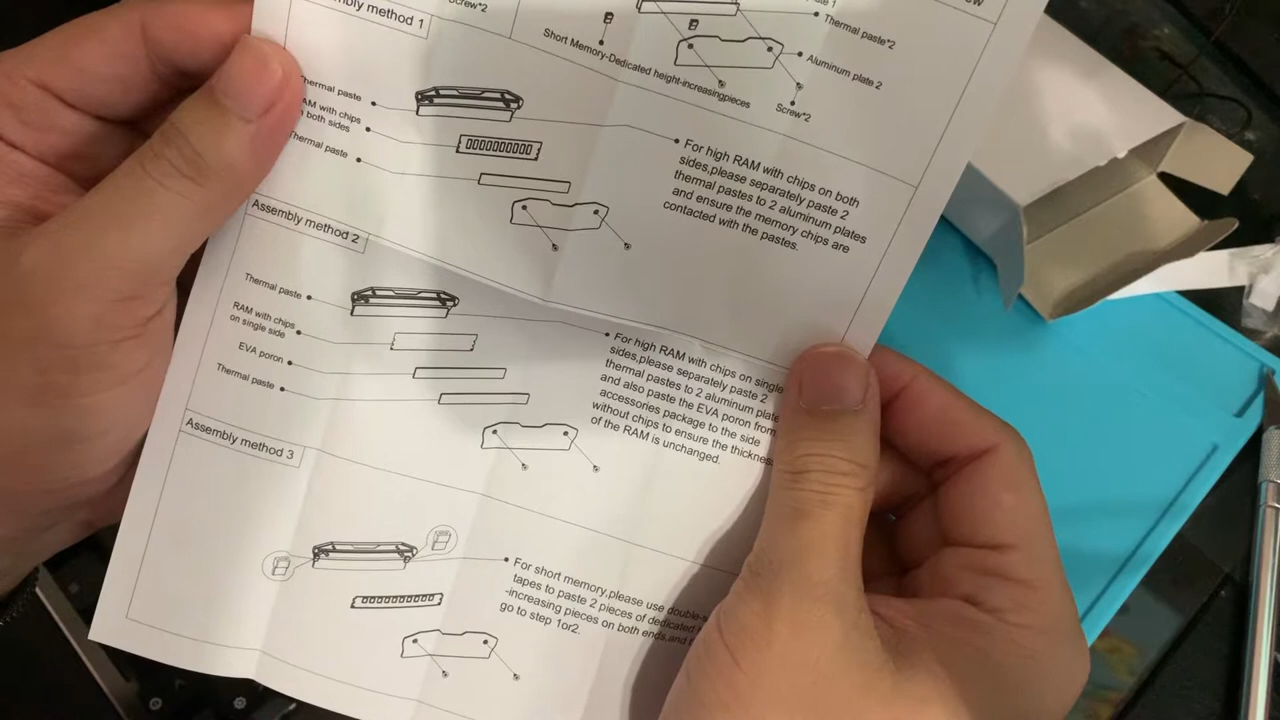 Screw*2
Thermal paste*2
Aluminum plate 2
Short Memory-Dedicated height-increasingpieces
Screw*2
method 1
paste
with chips
both sides
paste
For high RAM with chips on both
sides,please separately paste 2
thermal pastes to 2 aluminum plates
and ensure the memory chips are
contacted with the pastes.
Assembly method 2
Thermal paste
RAM with chips
on single side
EVA poron
Thermal paste
For high RAM with chips on single
sides,please separately paste 2
thermal pastes to 2 aluminum plate
and also paste the EVA poron from
accessories package to the side
without chips to ensure the thickness
of the RAM is unchanged.
Assembly method 3
For short memory,please use double-s
tapes to paste 2 pieces of dedicated
-increasing pieces on both ends,and
go to step 1or2.